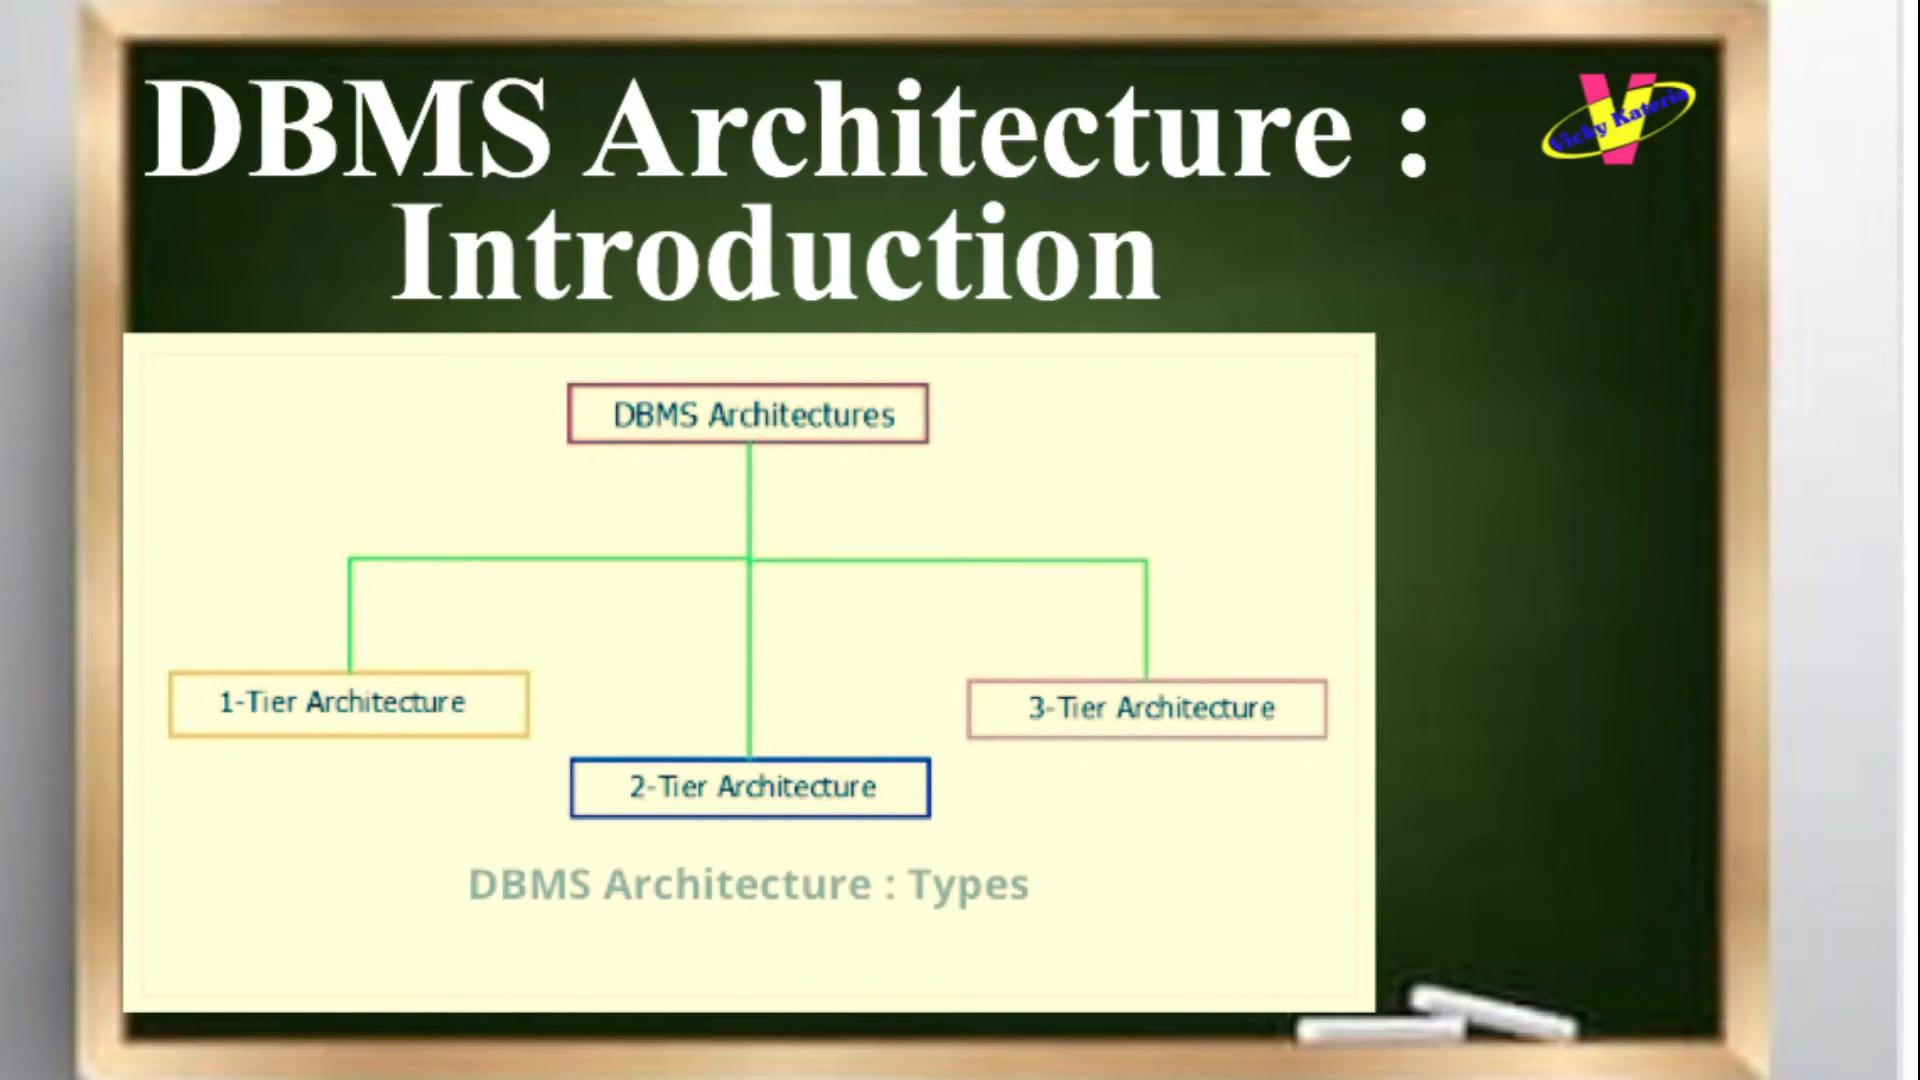 DBMS Architecture :
Introduction
Vicky Kateria
DBMS Architectures
1-Tier Architecture
3-Tier Architecture
2-Tier Architecture
DBMS Architecture : Types